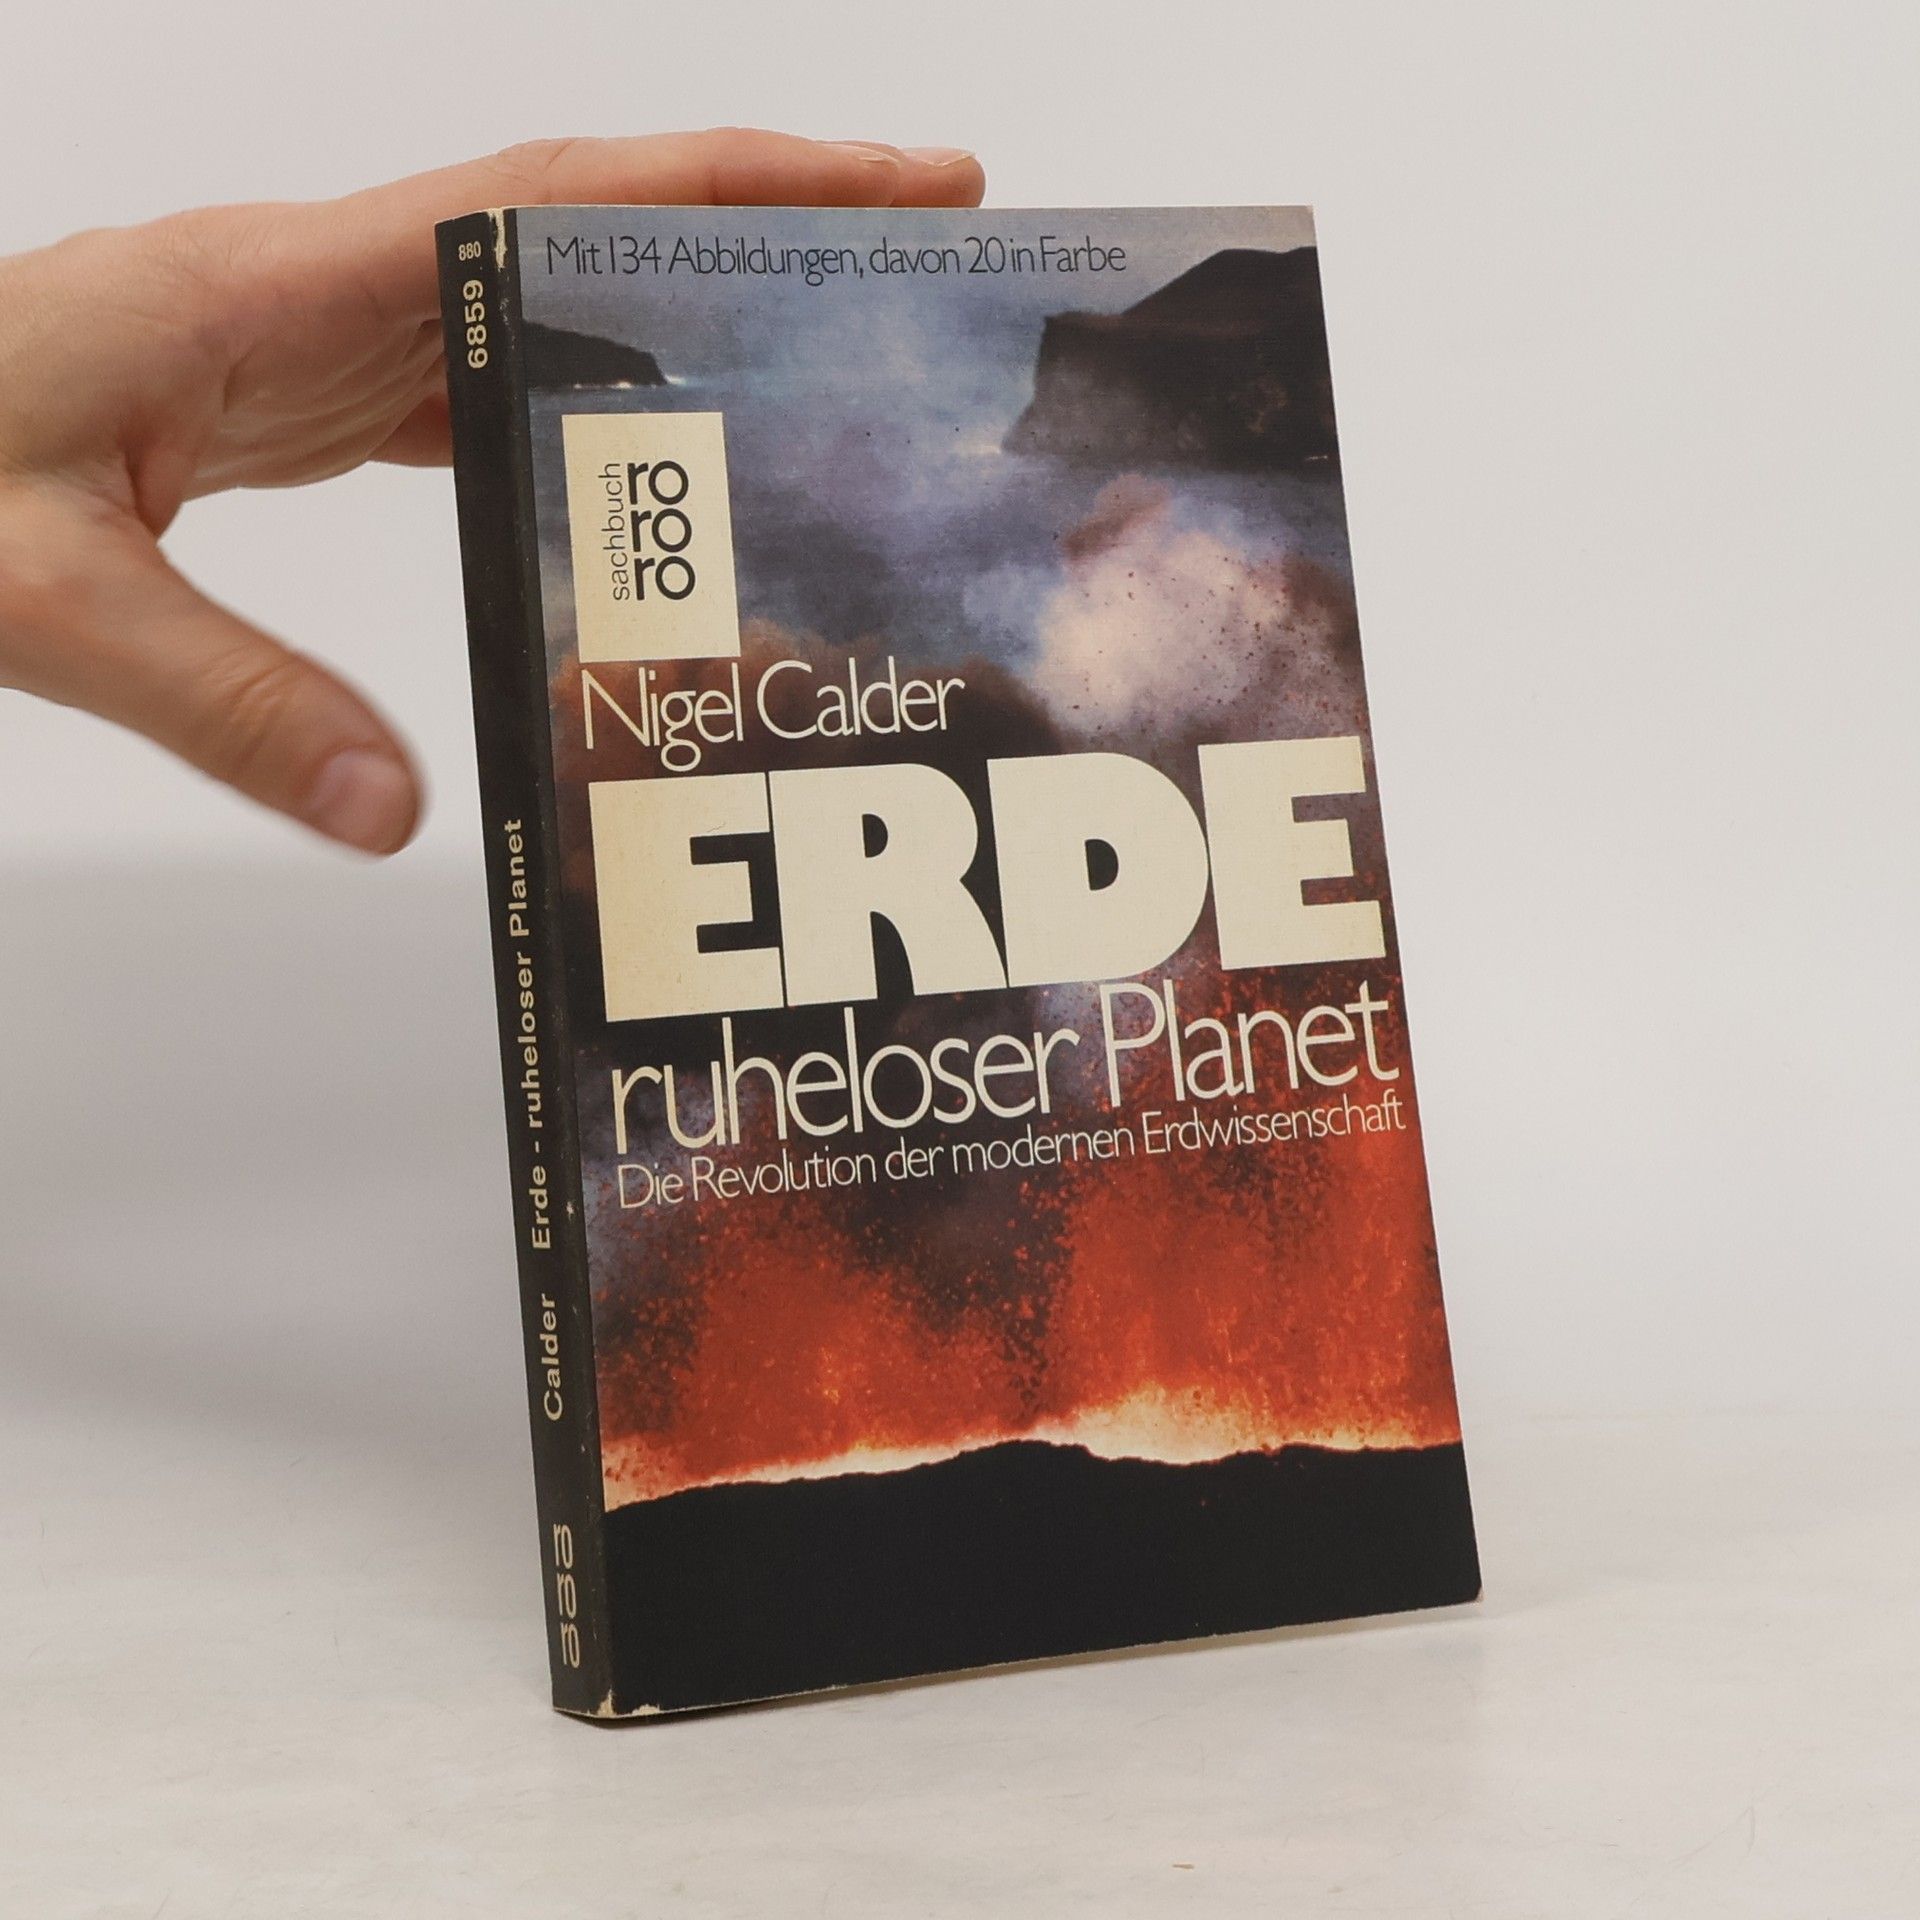 880
6859
Calder Erde - ruheloser Planet
ro
ro
ro
Mit 134 Abbildungen, davon 20 in Farbe
sachbuch
ro
ro
ro
Nigel Calder
ERDE
ruheloser Planet
Die Revolution der modernen Erdwissenschaft